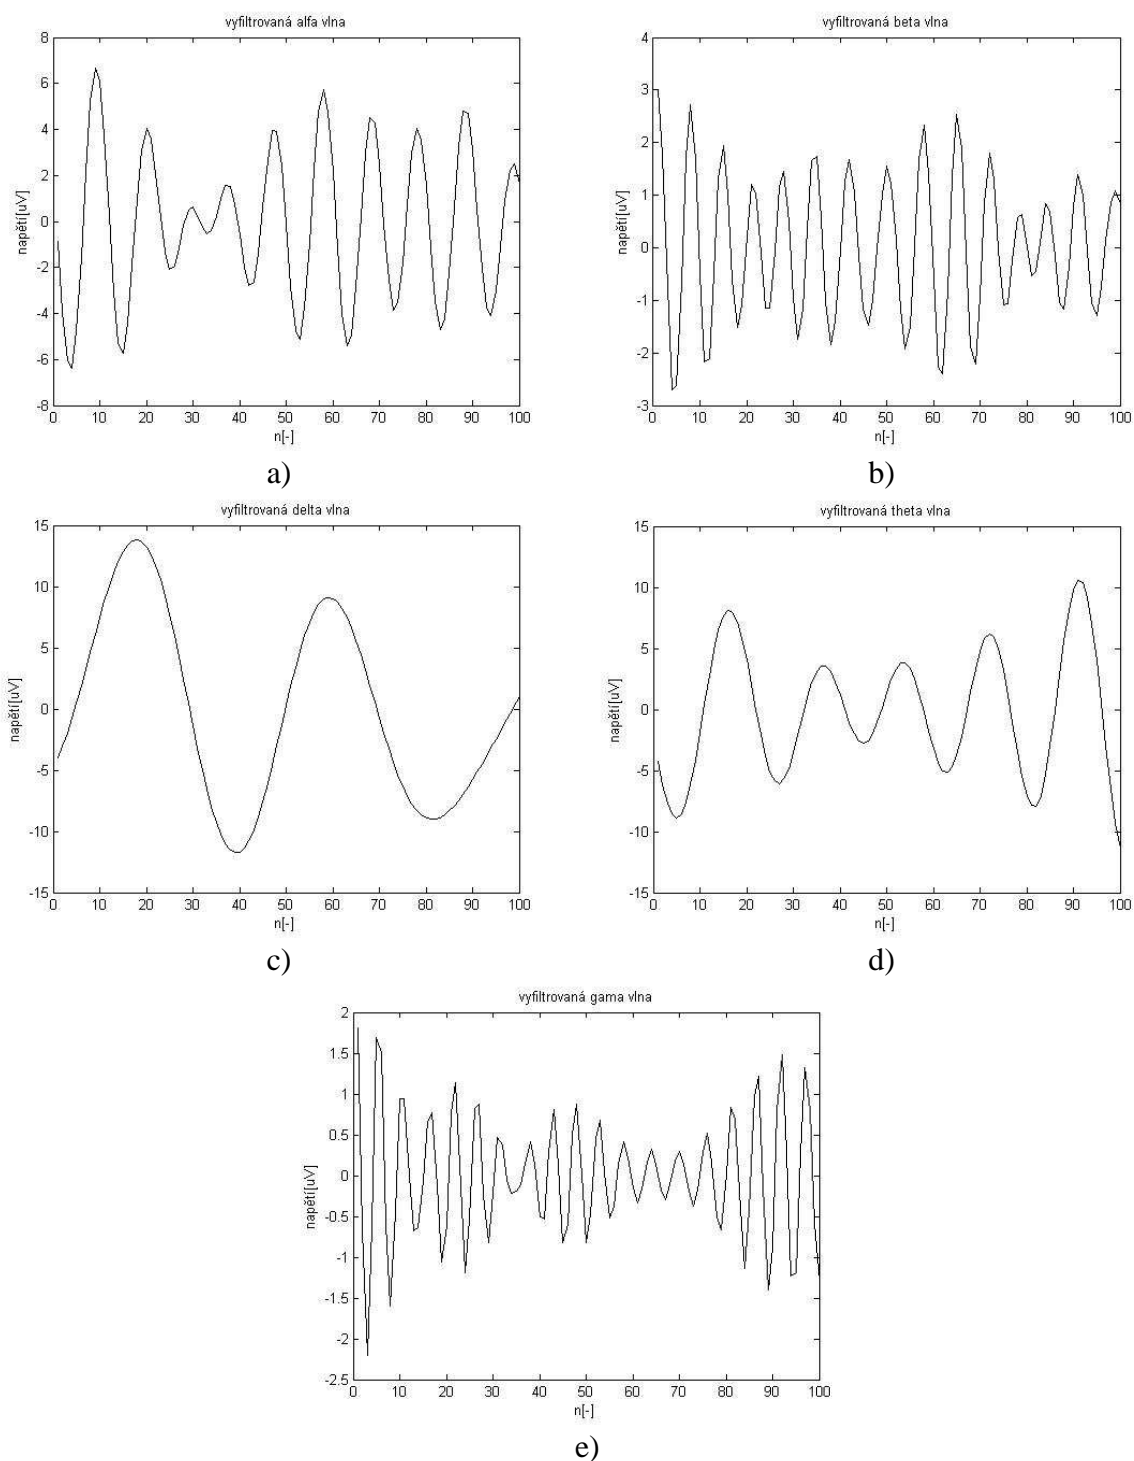 vyfiltrovaná alfa vlna
8
6
4
2
0
-2
-4
-6
-8
napětí[uV]
0 10 20 30 40 50 60 70 80 90 100
n[-]
a)
vyfiltrovaná beta vlna
4
3
2
1
0
-1
-2
-3
napětí[uV]
0 10 20 30 40 50 60 70 80 90 100
n[-]
b)
vyfiltrovaná delta vlna
15
10
5
0
-5
-10
-15
napětí[uV]
0 10 20 30 40 50 60 70 80 90 100
n[-]
c)
vyfiltrovaná theta vlna
15
10
5
0
-5
-10
-15
napětí[uV]
0 10 20 30 40 50 60 70 80 90 100
n[-]
d)
vyfiltrovaná gama vlna
2
1.5
1
0.5
0
-0.5
-1
-1.5
-2
-2.5
napětí[uV]
0 10 20 30 40 50 60 70 80 90 100
n[-]
e)